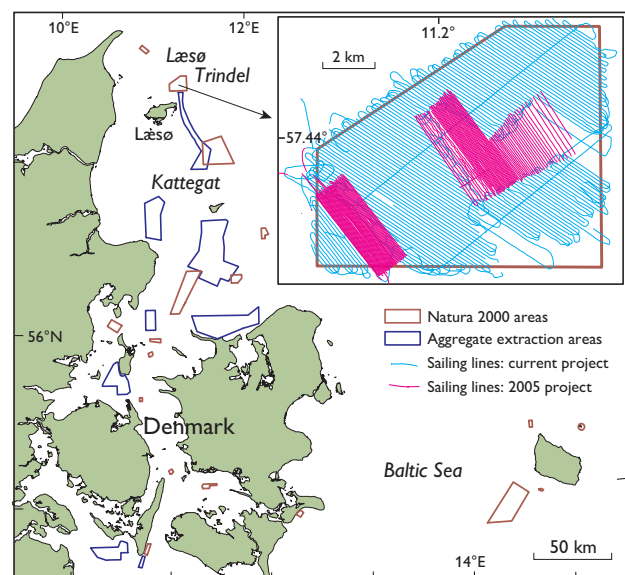 10°E
12°E
Læsø
Trindel
Læsø
Kattegat
11.2°
2 km
57.44°
56°N
Natura 2000 areas
Aggregate extraction areas
Sailing lines: current project
Sailing lines: 2005 project
Denmark
Baltic Sea
14°E
50 km